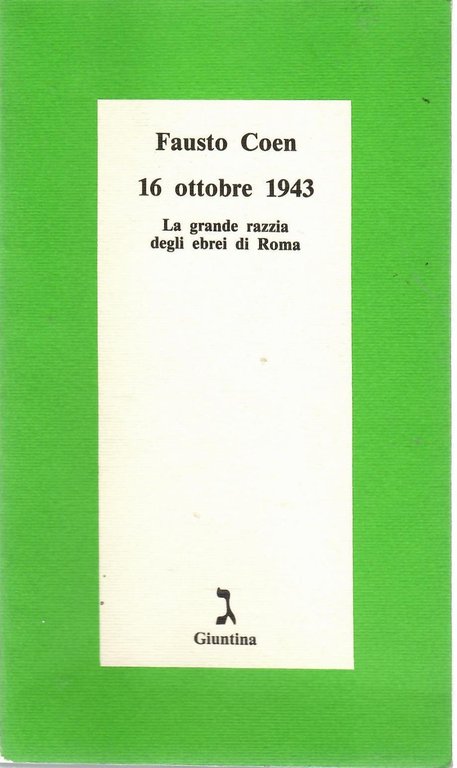 Fausto Coen
16 ottobre 1943
La grande razzia
degli ebrei di Roma
ג
Giuntina